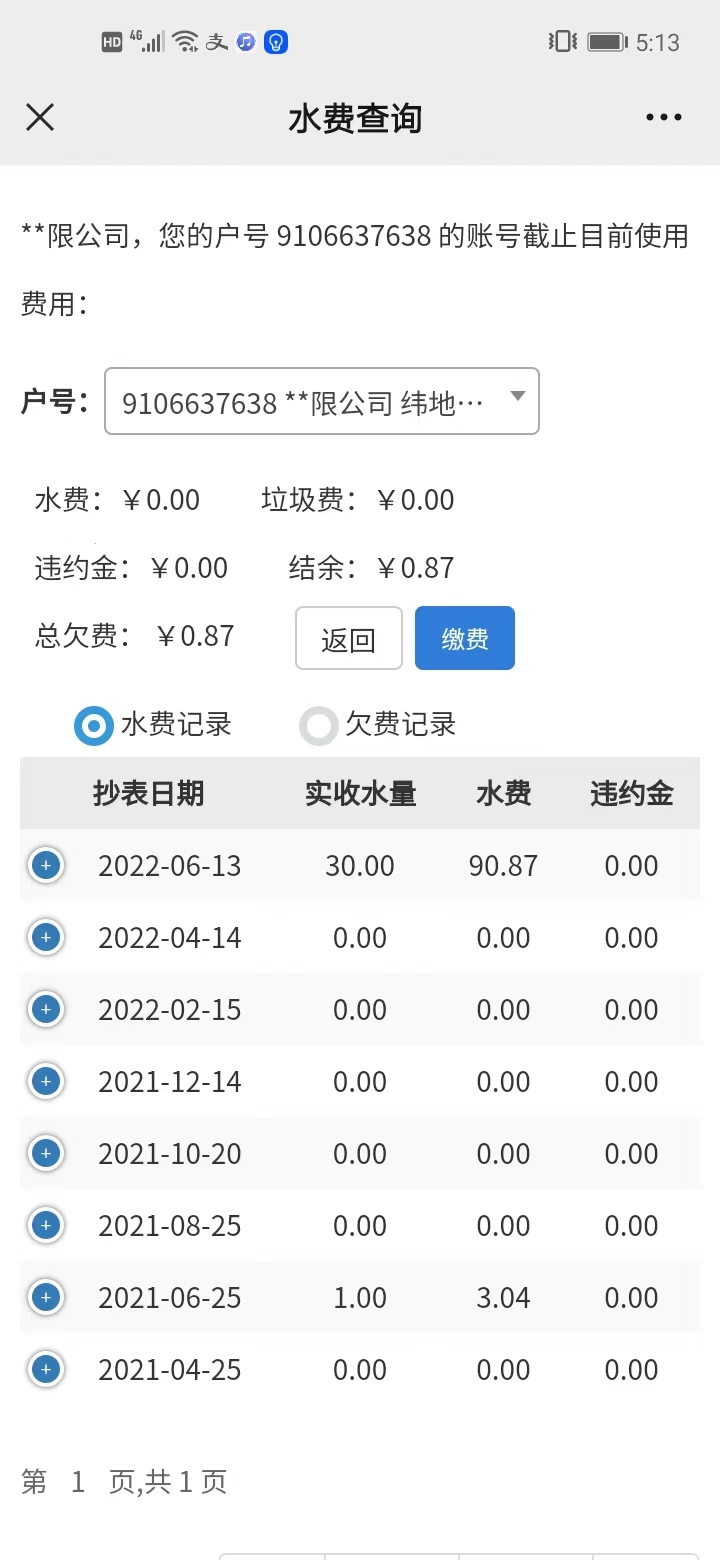 HD 4G 支 5:13
水费查询
**限公司，您的户号 9106637638 的账号截止目前使用
费用：
户号： 9106637638 **限公司 纬地…
水费：￥0.00 垃圾费：￥0.00
违约金：￥0.00 结余：￥0.87
总欠费： ￥0.87 返回 缴费
水费记录 欠费记录
抄表日期 实收水量 水费 违约金
2022-06-13 30.00 90.87 0.00
2022-04-14 0.00 0.00 0.00
2022-02-15 0.00 0.00 0.00
2021-12-14 0.00 0.00 0.00
2021-10-20 0.00 0.00 0.00
2021-08-25 0.00 0.00 0.00
2021-06-25 1.00 3.04 0.00
2021-04-25 0.00 0.00 0.00
第 1 页,共 1 页